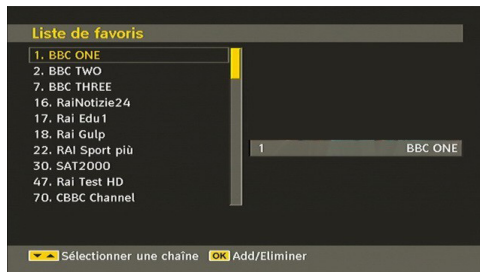 Liste de favoris
1. BBC ONE
2. BBC TWO
7. BBC THREE
16. RaiNotizie24
17. Rai Edu1
18. Rai Gulp
22. RAI Sport più
30. SAT2000
47. Rai Test HD
70. CBBC Channel
1 BBC ONE
Sélectionner une chaîne OK Add/Eliminer